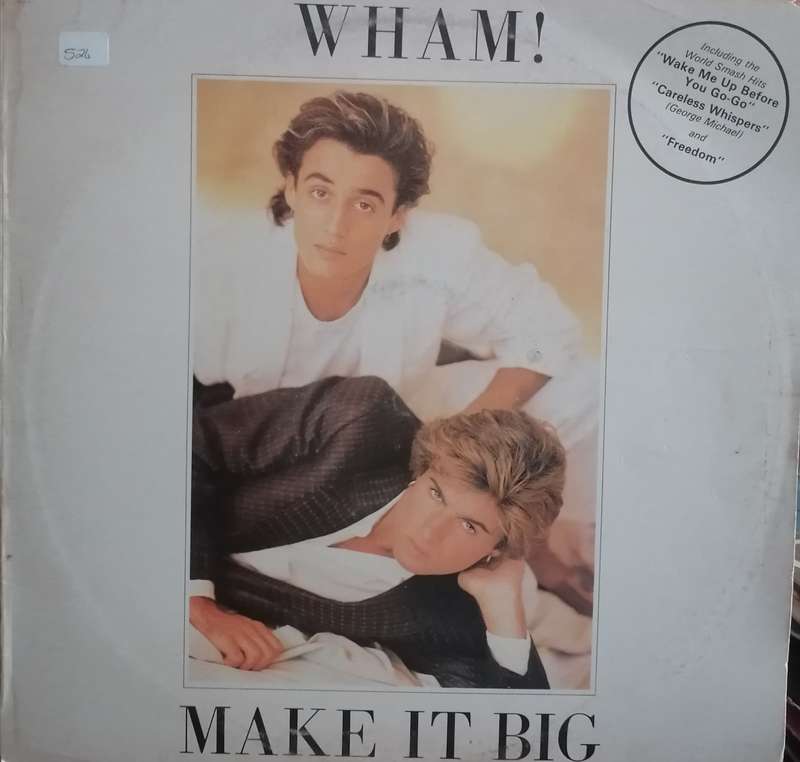 WHAM!
526
Including the
World Smash Hits
"Wake Me Up Before
You Go-Go"
"Careless Whispers"
(George Michael)
and
"Freedom"
MAKE IT BIG